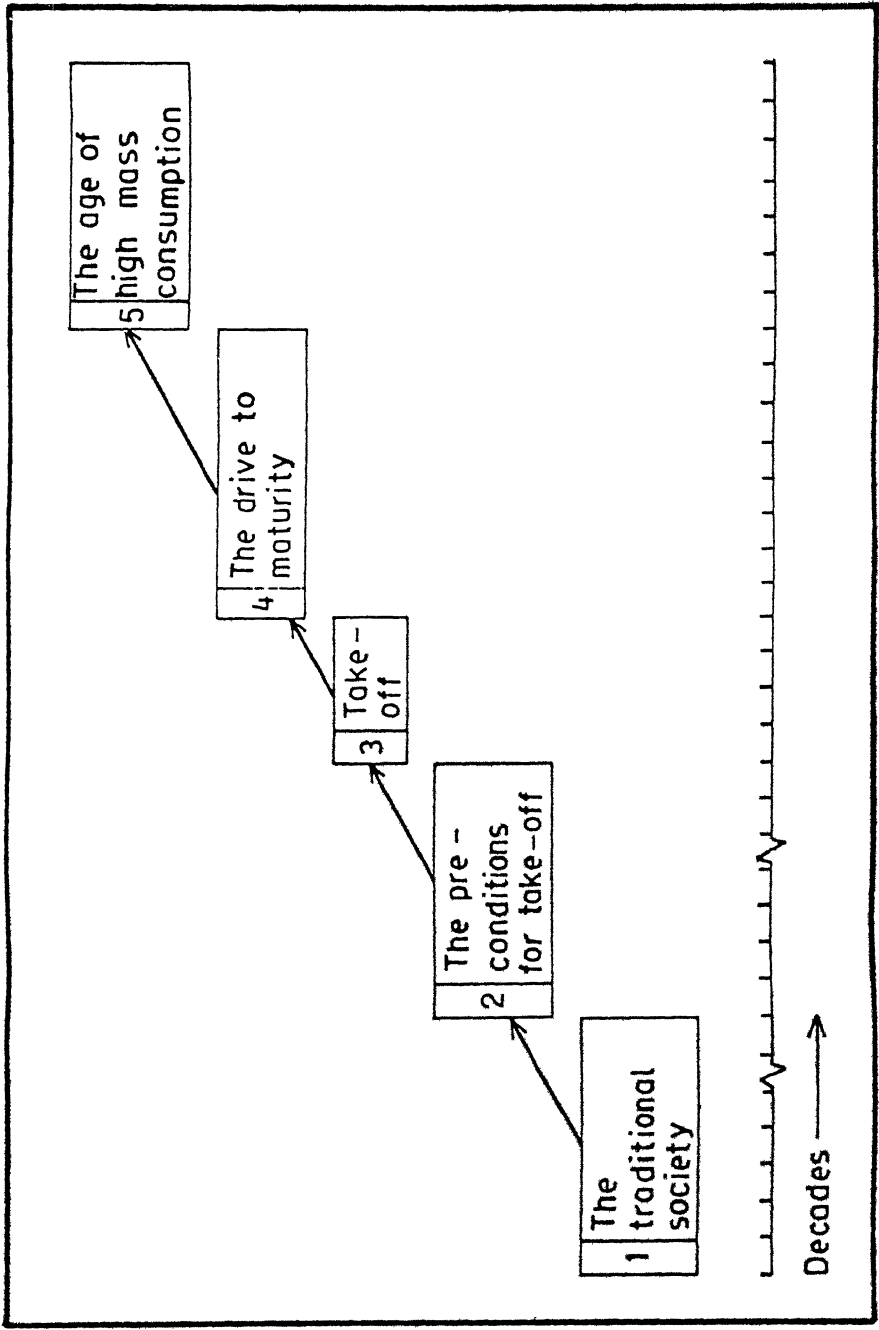 1
The
traditional
society
2
The pre-
conditions
for take-off
3
Take-
off
4
The drive to
maturity
5
The age of
high mass
consumption
Decades